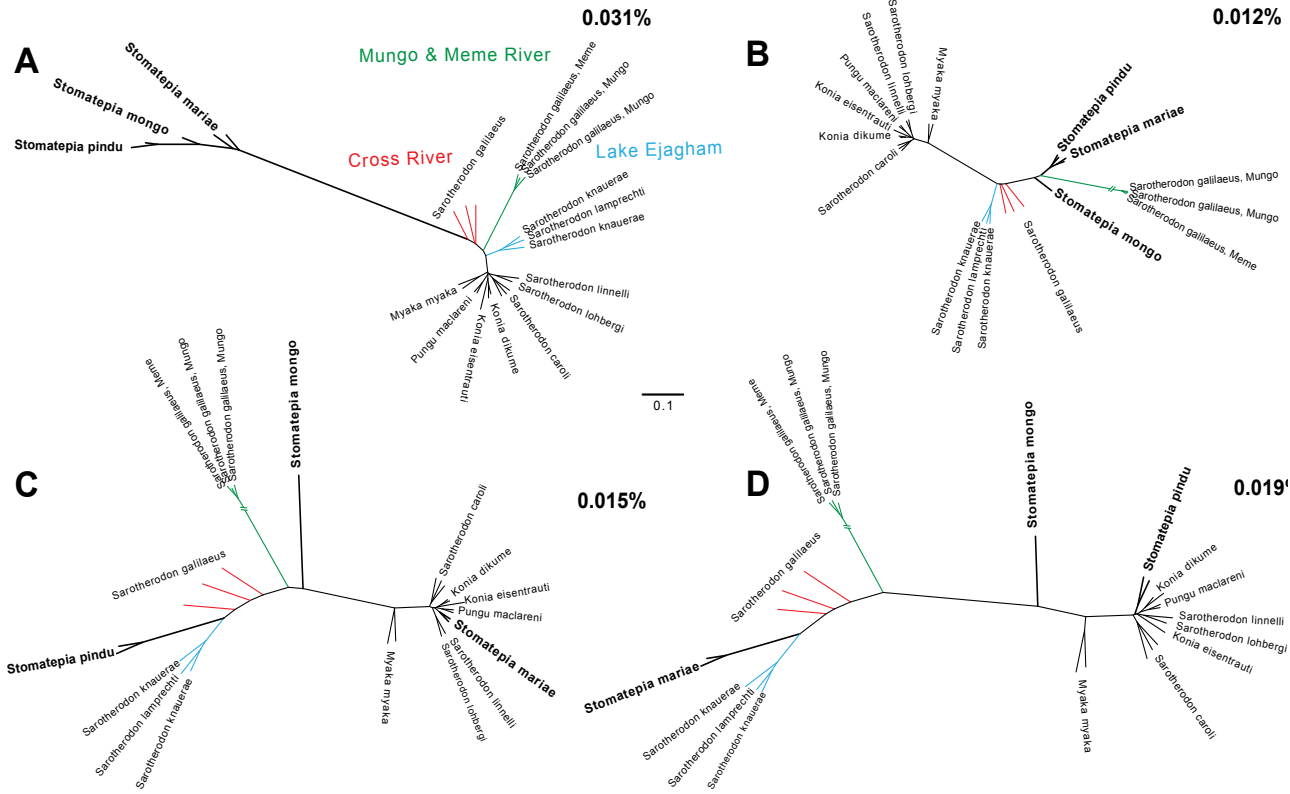 0.031%
0.012%
A
Mungo & Meme River
Cross River
Lake Ejagham
Stomatepia mariae
Stomatepia mongo
Stomatepia pindu
Sarotherodon galilaeus
Sarotherodon galilaeus, Meme
Sarotherodon galilaeus, Mungo
Sarotherodon galilaeus, Mungo
Sarotherodon knauerae
Sarotherodon lamprechti
Sarotherodon knauerae
Sarotherodon linnelli
Sarotherodon lohbergi
Sarotherodon caroli
Konia dikume
Konia eisentrauti
Pungu maclareni
Myaka myaka
B
Myaka myaka
Sarotherodon lohbergi
Sarotherodon linnelli
Pungu maclareni
Konia eisentrauti
Konia dikume
Sarotherodon caroli
Stomatepia pindu
Stomatepia mariae
Sarotherodon galilaeus, Mungo
Sarotherodon galilaeus, Mungo
Sarotherodon galilaeus, Meme
Stomatepia mongo
Sarotherodon galilaeus
Sarotherodon knauerae
Sarotherodon lamprechti
Sarotherodon knauerae
0.1
C
0.015%
Sarotherodon galilaeus, Meme
Sarotherodon galilaeus, Mungo
Sarotherodon galilaeus, Mungo
Stomatepia mongo
Sarotherodon galilaeus
Stomatepia pindu
Sarotherodon knauerae
Sarotherodon lamprechti
Sarotherodon knauerae
Sarotherodon caroli
Konia dikume
Konia eisentrauti
Pungu maclareni
Stomatepia mariae
Sarotherodon linnelli
Sarotherodon lohbergi
Myaka myaka
D
0.019%
Sarotherodon galilaeus, Meme
Sarotherodon galilaeus, Mungo
Sarotherodon galilaeus, Mungo
Stomatepia mongo
Sarotherodon galilaeus
Stomatepia mariae
Sarotherodon knauerae
Sarotherodon lamprechti
Sarotherodon knauerae
Stomatepia pindu
Konia dikume
Pungu maclareni
Sarotherodon linnelli
Sarotherodon lohbergi
Konia eisentrauti
Sarotherodon caroli
Myaka myaka